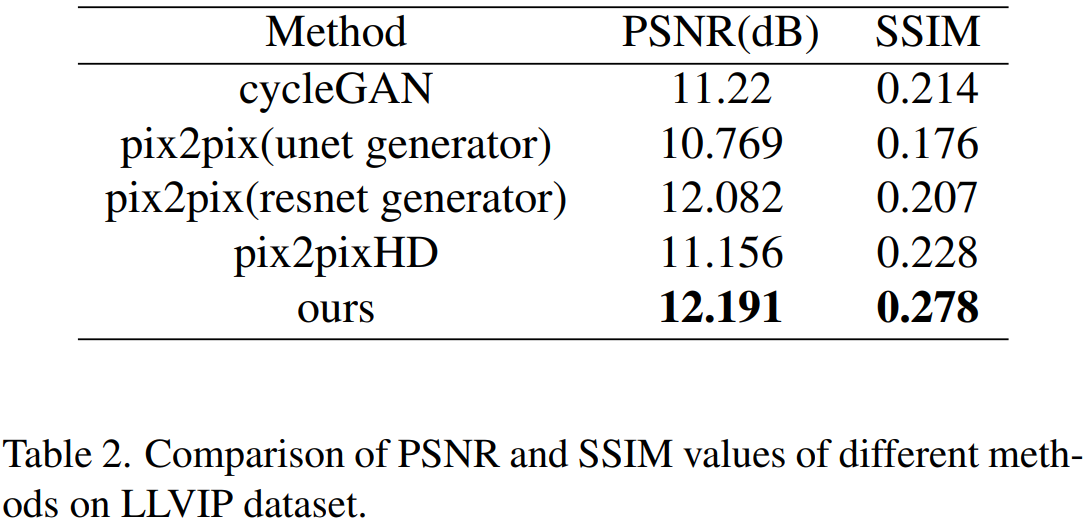 Method PSNR(dB) SSIM
cycleGAN 11.22 0.214
pix2pix(unet generator) 10.769 0.176
pix2pix(resnet generator) 12.082 0.207
pix2pixHD 11.156 0.228
ours 12.191 0.278
Table 2. Comparison of PSNR and SSIM values of different meth-
ods on LLVIP dataset.